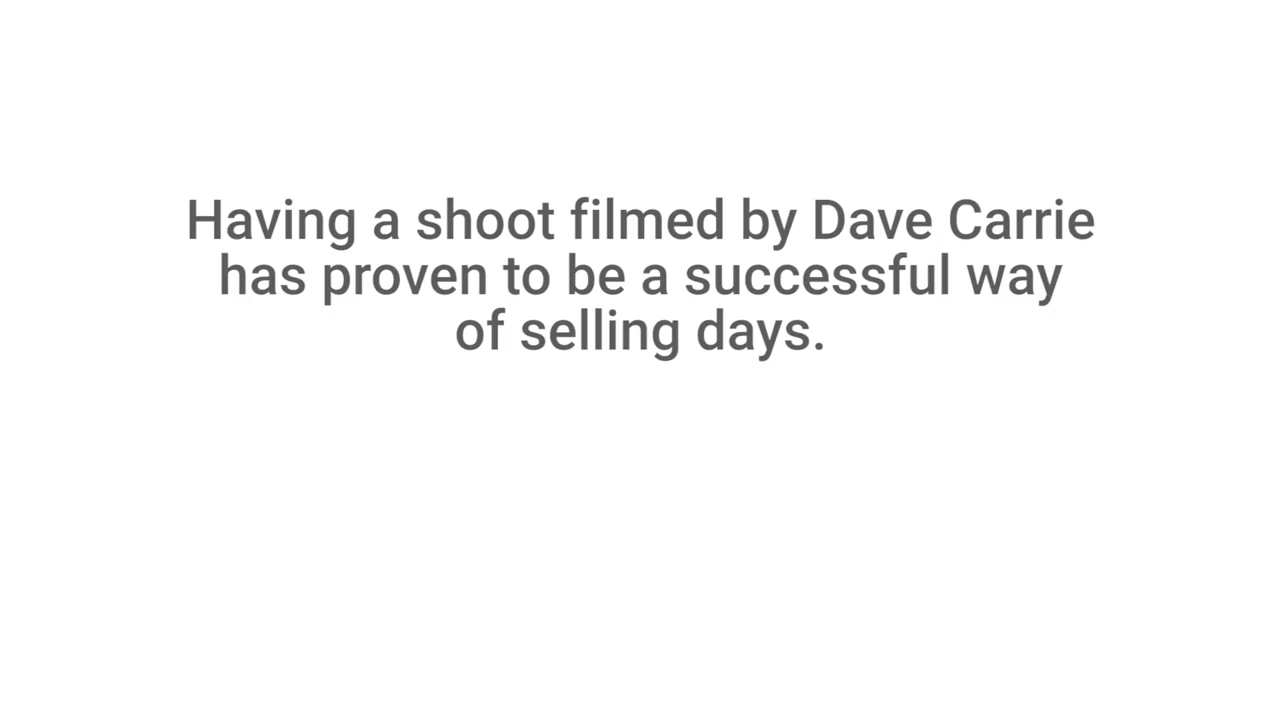 Having a shoot filmed by Dave Carrie
has proven to be a successful way
of selling days.